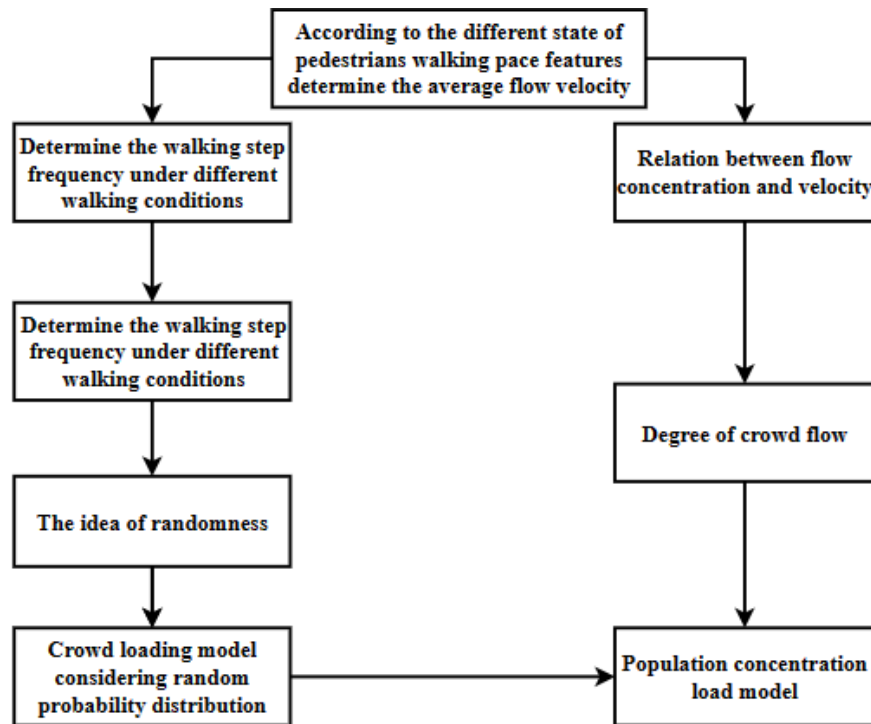 According to the different state of
pedestrians walking pace features
determine the average flow velocity
Determine the walking step
frequency under different
walking conditions
Relation between flow
concentration and velocity
Determine the walking step
frequency under different
walking conditions
Degree of crowd flow
The idea of randomness
Crowd loading model
considering random
probability distribution
Population concentration
load model